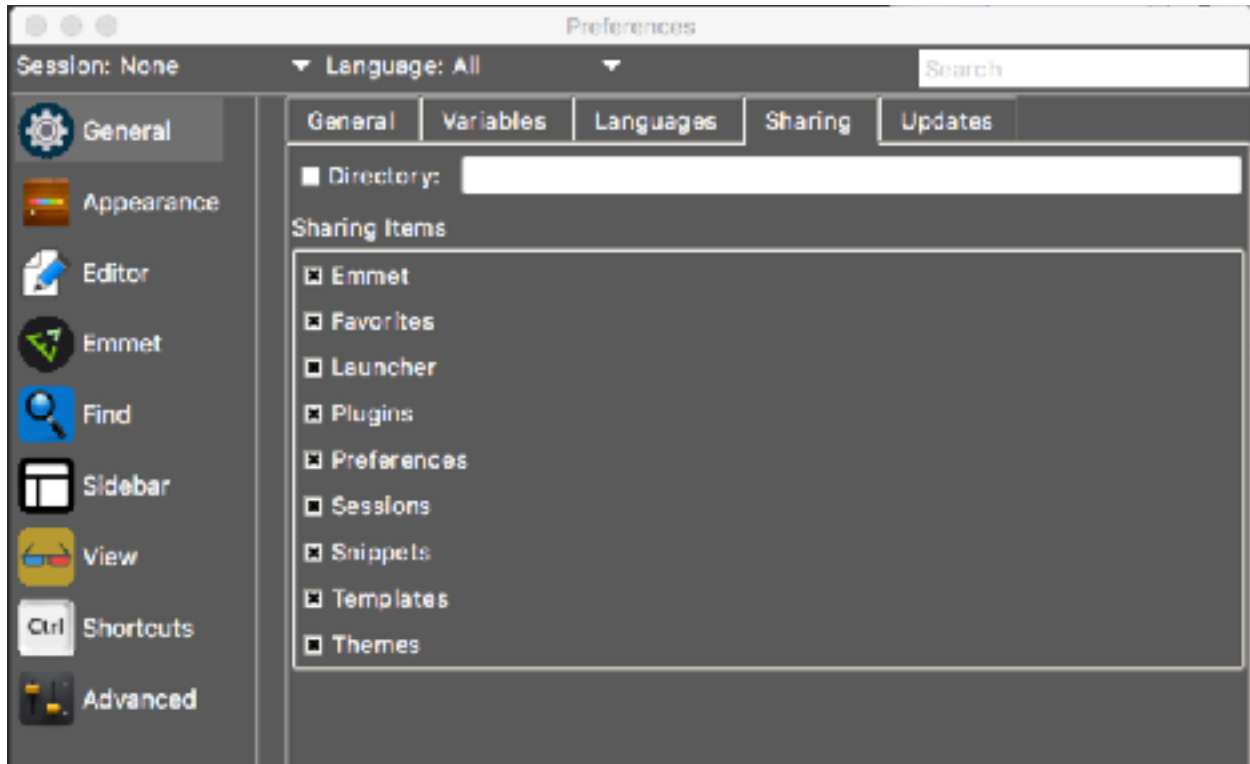 Preferences
Session: None Language: All Search
General
Appearance
Editor
Emmet
Find
Sidebar
View
Ctrl Shortcuts
Advanced
General Variables Languages Sharing Updates
Directory:
Sharing Items
Emmet
Favorites
Launcher
Plugins
Preferences
Sessions
Snippets
Templates
Themes